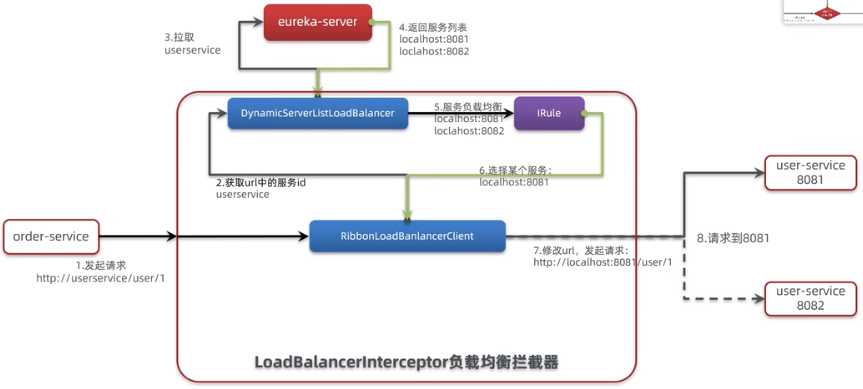 eureka-server
3.拉取
userservice
4.返回服务列表
localhost:8081
loclahost:8082
DynamicServerListLoadBalancer
5.服务负载均衡
localhost:8081
loclahost:8082
IRule
2.获取url中的服务id
userservice
6.选择某个服务：
localhost:8081
user-service
8081
order-service
1.发起请求
http://userservice/user/1
RibbonLoadBanlancerClient
7.修改url，发起请求：
http://localhost:8081/user/1
8.请求到8081
user-service
8082
LoadBalancerInterceptor负载均衡拦截器